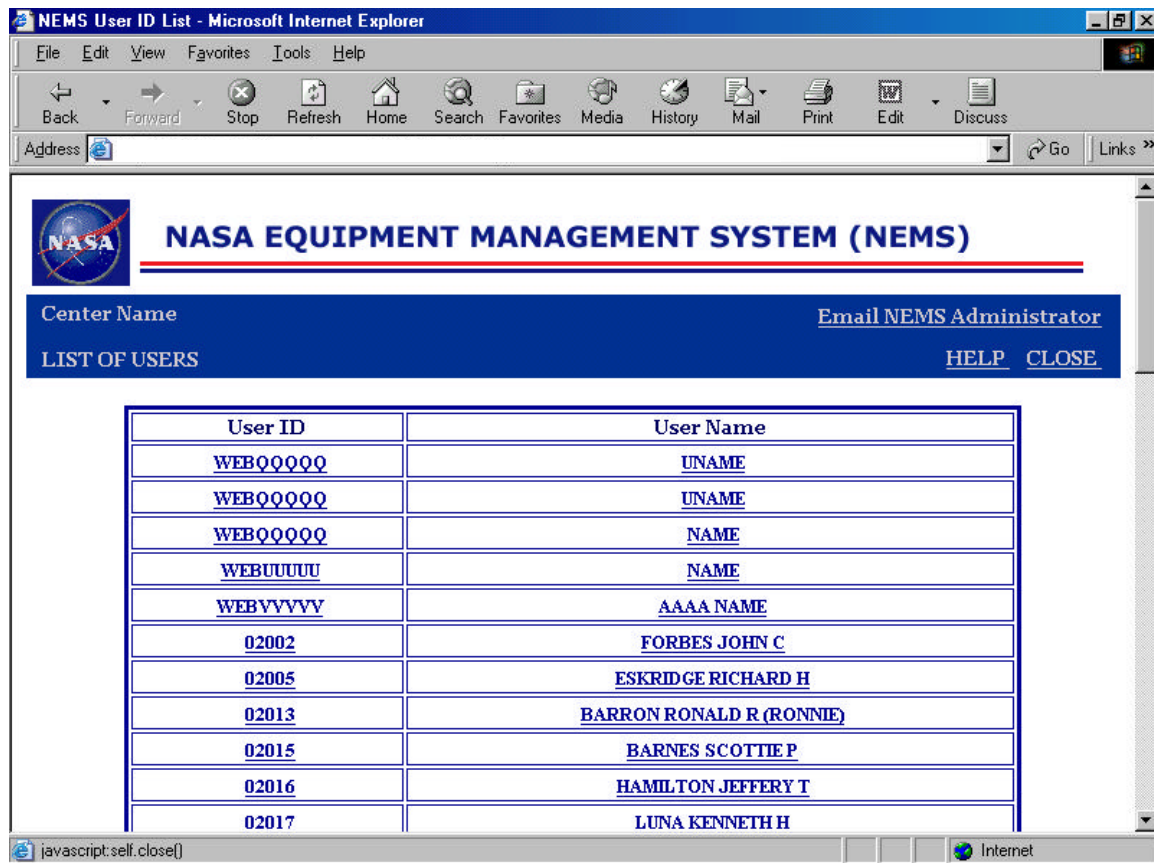 NEMS User ID List - Microsoft Internet Explorer
File Edit View Favorites Tools Help
Back Forward Stop Refresh Home Search Favorites Media History Mail Print Edit Discuss
Address Go Links »
NASA NASA EQUIPMENT MANAGEMENT SYSTEM (NEMS)
Center Name Email NEMS Administrator
LIST OF USERS HELP CLOSE
User ID User Name
WEBQQQQQ UNAME
WEBQQQQQ UNAME
WEBQQQQQ NAME
WEBUUUUU NAME
WEBVVVVV AAAA NAME
02002 FORBES JOHN C
02005 ESKRIDGE RICHARD H
02013 BARRON RONALD R (RONNIE)
02015 BARNES SCOTTIE P
02016 HAMILTON JEFFERY T
02017 LUNA KENNETH H
javascript:self.close() Internet